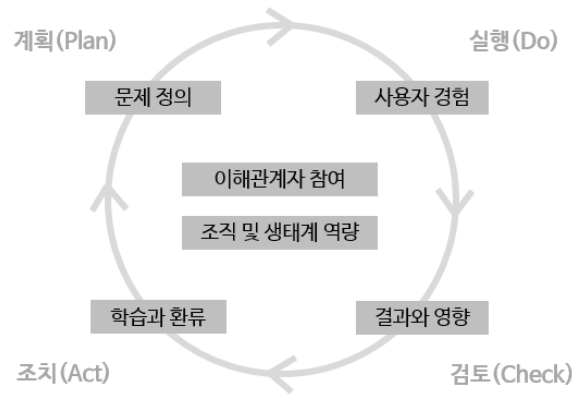 계획(Plan)
실행(Do)
문제 정의
사용자 경험
이해관계자 참여
조직 및 생태계 역량
학습과 환류
결과와 영향
조치(Act)
검토(Check)